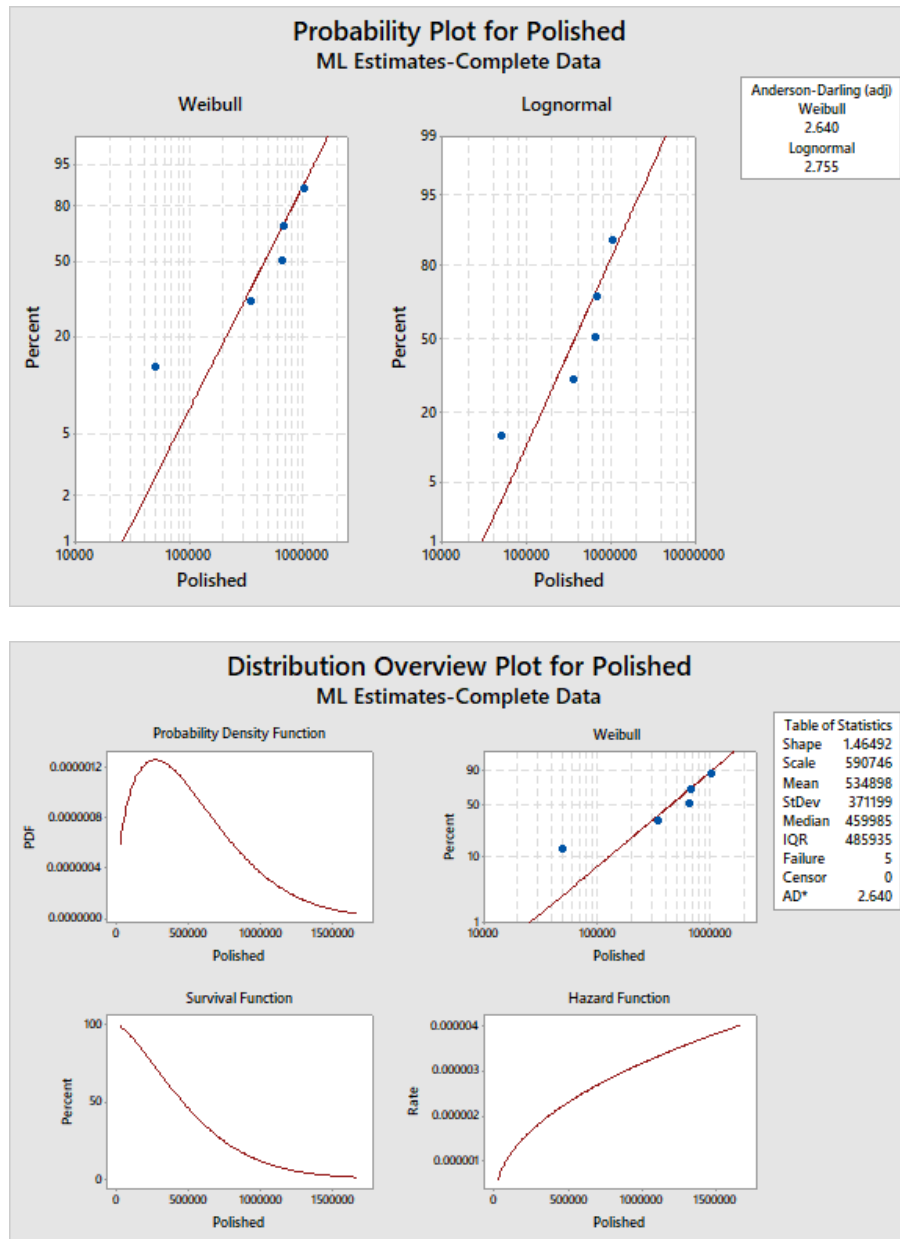 Probability Plot for Polished
ML Estimates-Complete Data
Weibull
Lognormal
Anderson-Darling (adj)
Weibull
2.640
Lognormal
2.755
Percent
95
80
50
20
5
2
1
10000 100000 1000000
Polished
Percent
99
95
80
50
20
5
1
10000 100000 1000000 10000000
Polished
Distribution Overview Plot for Polished
ML Estimates-Complete Data
Probability Density Function
PDF
0.0000012
0.0000008
0.0000004
0.0000000
0 500000 1000000 1500000
Polished
Weibull
Percent
90
50
10
1
10000 100000 1000000
Polished
Table of Statistics
Shape 1.46492
Scale 590746
Mean 534898
StDev 371199
Median 459985
IQR 485935
Failure 5
Censor 0
AD* 2.640
Survival Function
Percent
100
50
0
0 500000 1000000 1500000
Polished
Hazard Function
Rate
0.000004
0.000003
0.000002
0.000001
0 500000 1000000 1500000
Polished